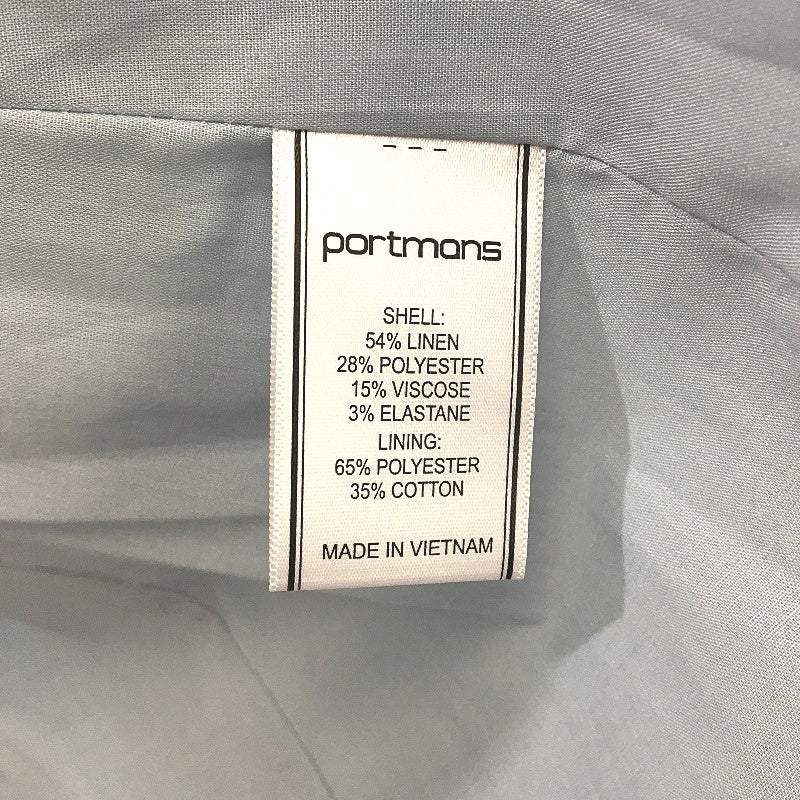 portmans
SHELL:
54% LINEN
28% POLYESTER
15% VISCOSE
3% ELASTANE
LINING:
65% POLYESTER
35% COTTON
MADE IN VIETNAM